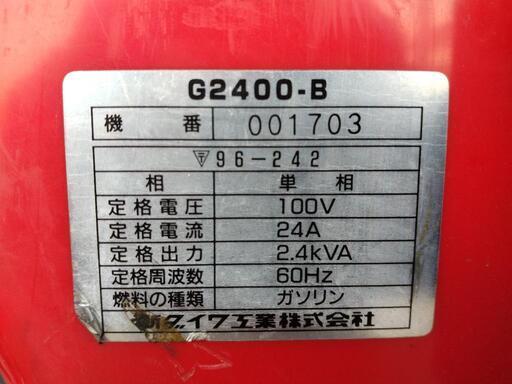 G2400-B
機 番 001703
〒96-242
相 単相
定格電圧 100V
定格電流 24A
定格出力 2.4kVA
定格周波数 60Hz
燃料の種類 ガソリン
新ダイワ工業株式会社